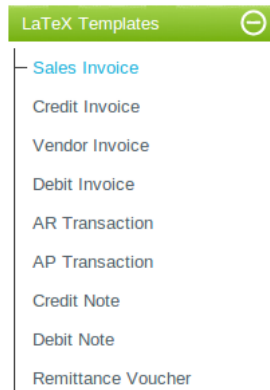 LaTeX Templates
Sales Invoice
Credit Invoice
Vendor Invoice
Debit Invoice
AR Transaction
AP Transaction
Credit Note
Debit Note
Remittance Voucher